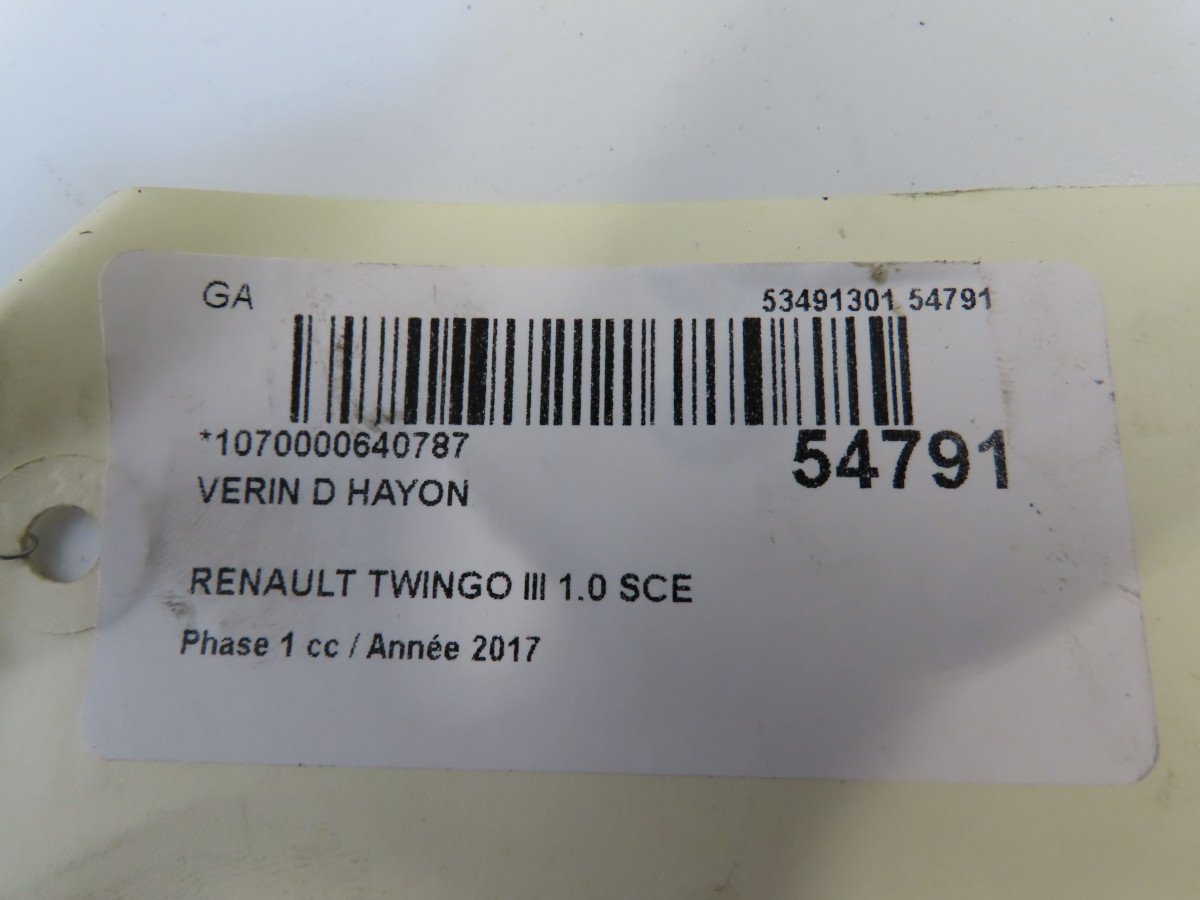 GA
53491301 54791
*1070000640787
54791
VERIN D HAYON
RENAULT TWINGO III 1.0 SCE
Phase 1 cc / Année 2017